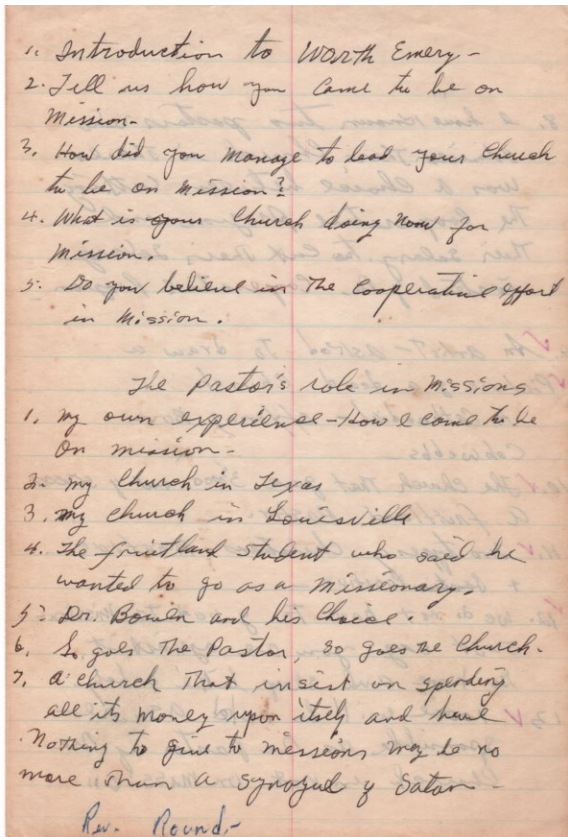 1. Introduction to Worth Emery-
2. Tell us how you came to be on
Mission-
3. How did you manage to lead your Church
to be on mission?
4. What is your Church doing now for
Mission.
5. Do you believe in The Cooperative effort
in Mission.
The Pastor's role in Missions
1. my own experience - How I came to be
On mission-
2. my Church in Texas
3. my church in Louisville
4. The student who said he
wanted to go as a missionary.
5. Dr. Bowen and his Choice.
6. So goes The Pastor, so goes the Church.
7. a church That insist on spending
all its money upon itself and have
Nothing to give to missions may be no
more than a synogud of Satan-
Rev. Round-